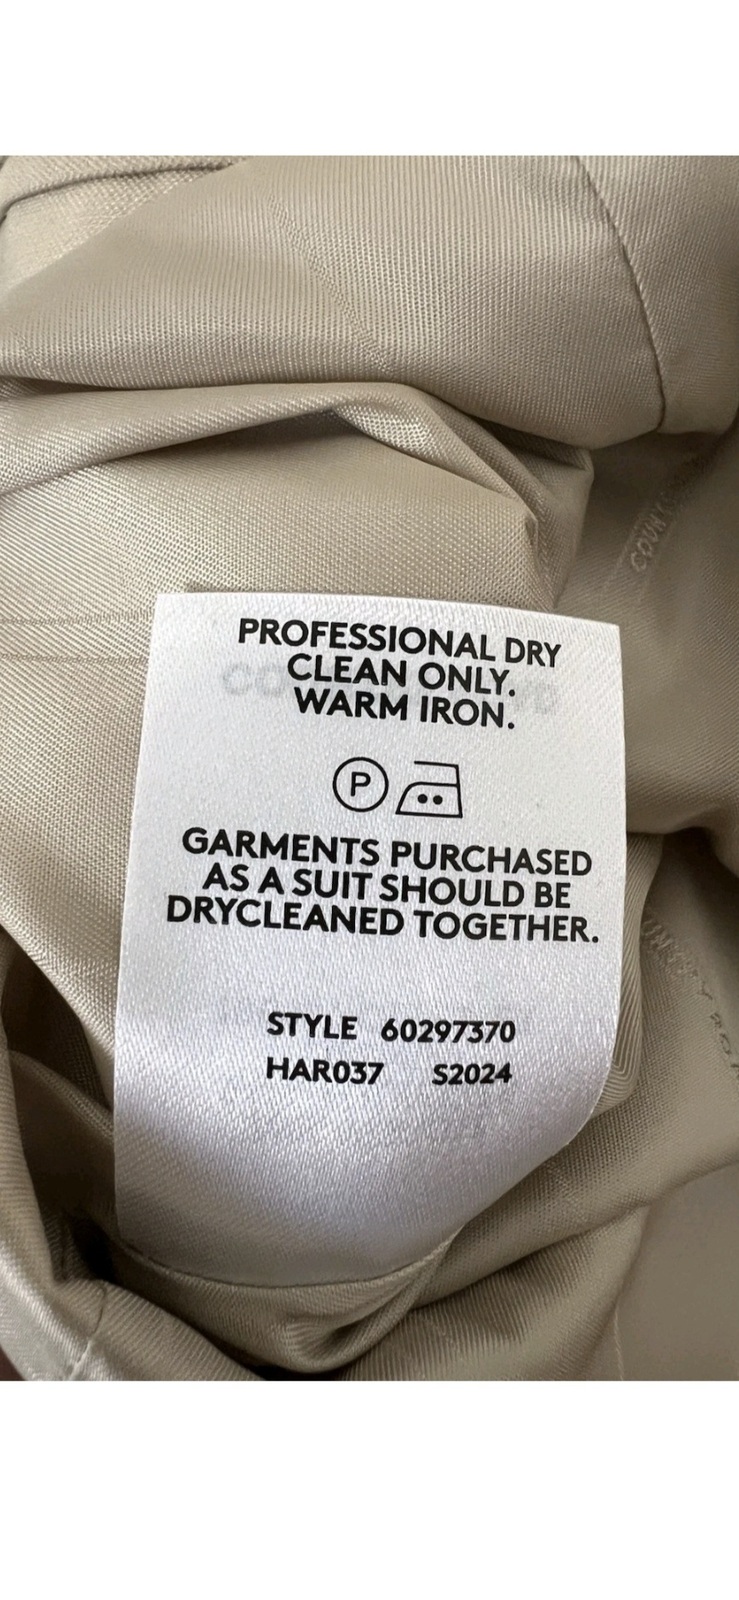 PROFESSIONAL DRY
CLEAN ONLY.
WARM IRON.
P
GARMENTS PURCHASED
AS A SUIT SHOULD BE
DRYCLEANED TOGETHER.
STYLE 60297370
HAR037 S2024